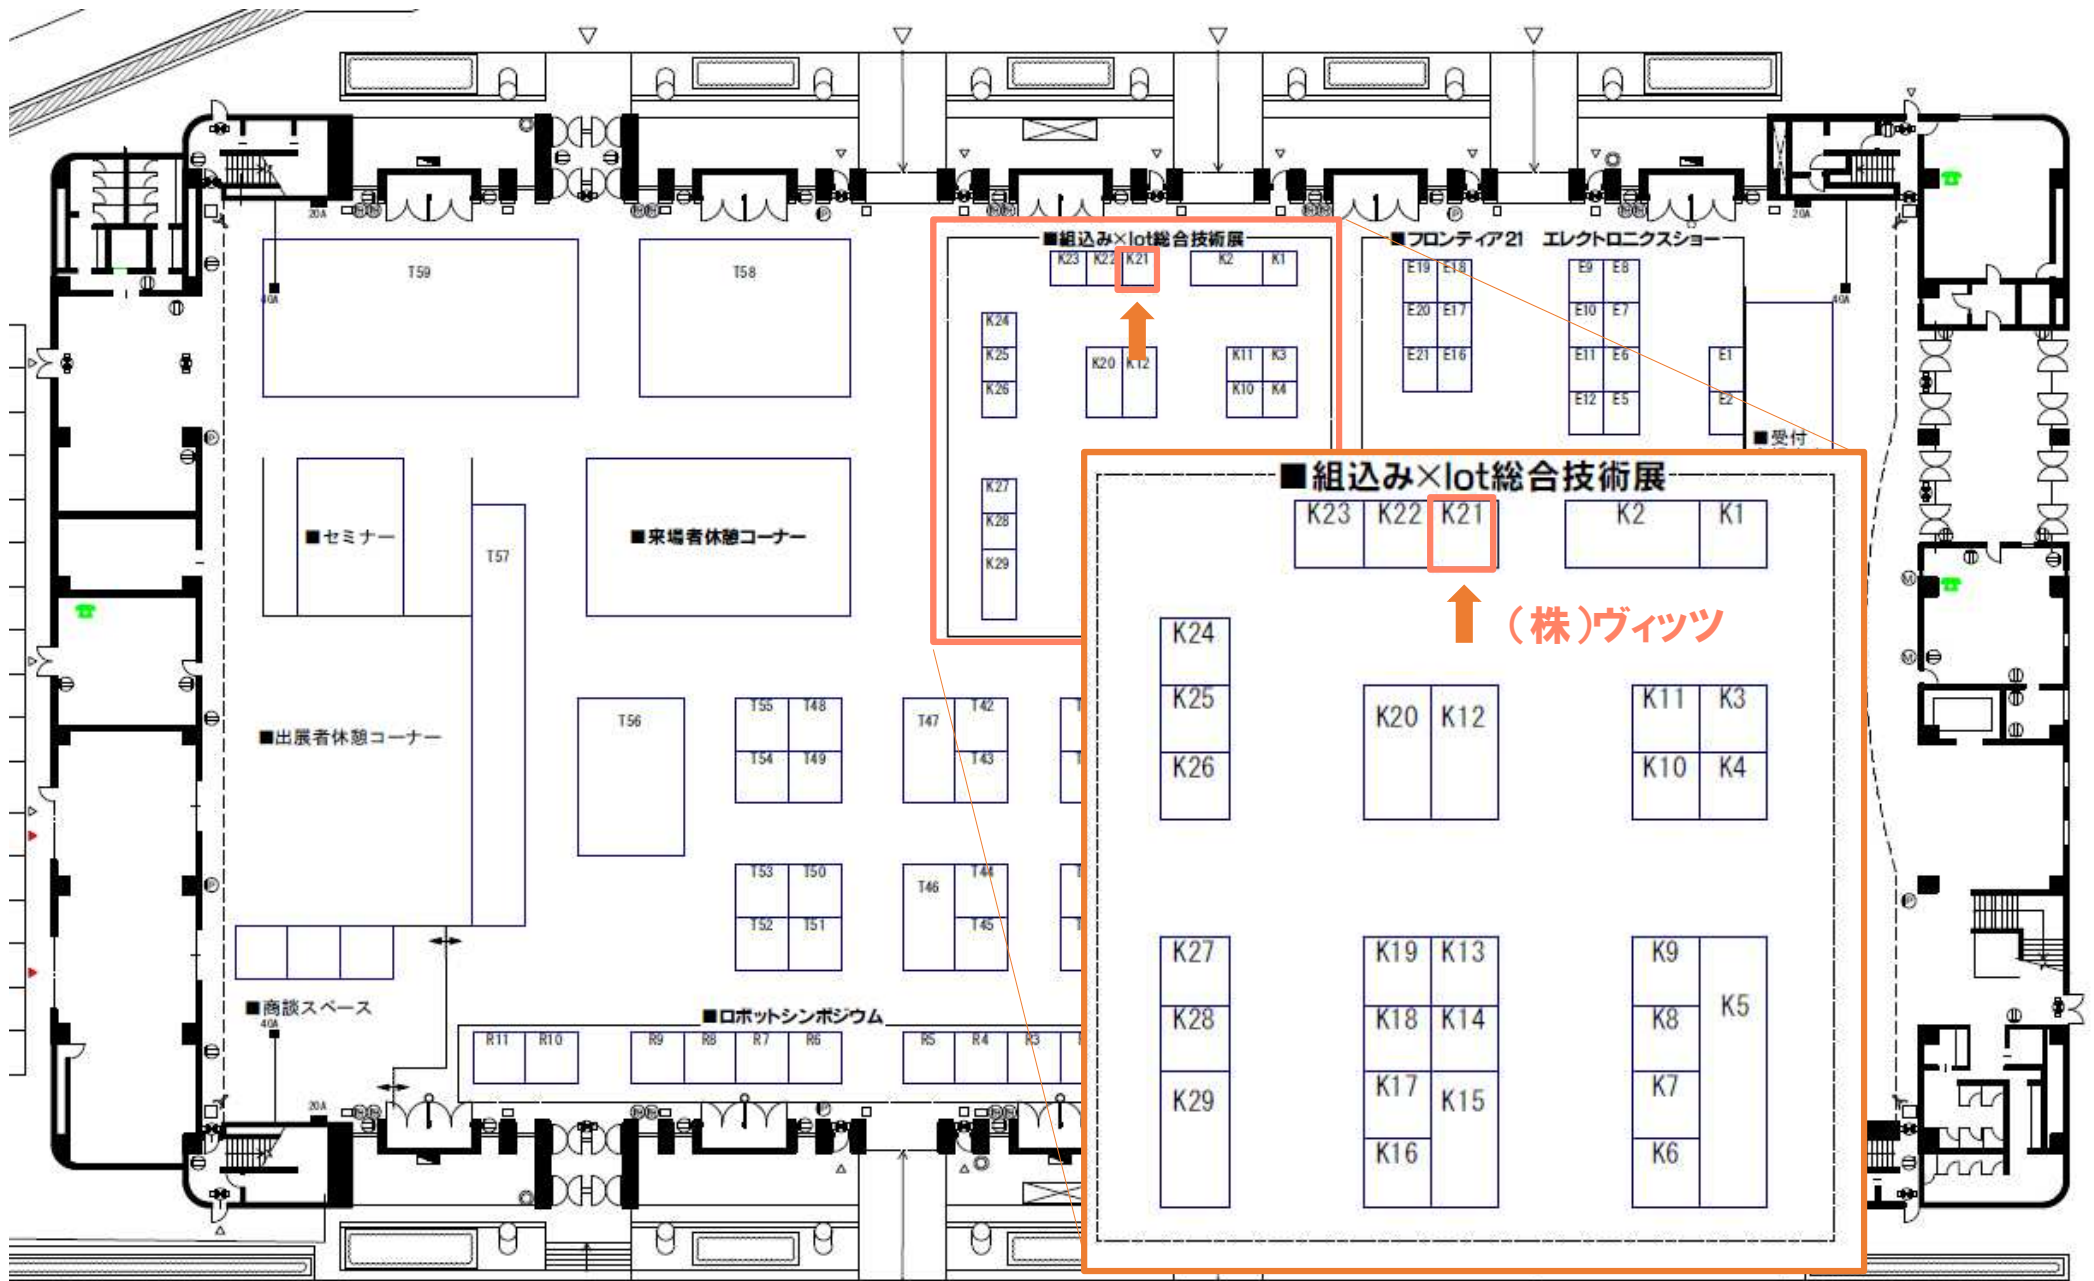 20A
20A
40A
40A
T59
T58
■組込み×Iot総合技術展
K23 K22 K21 K2 K1
K24
K25
K26
K20 K12
K11 K3
K10 K4
K27
K28
K29
■フロンティア21 エレクトロニクスショー
E19 E18 E9 E8
E20 E17 E10 E7
E21 E16 E11 E6 E1
E12 E5 E2
■受付
■セミナー
T57
■来場者休憩コーナー
■出展者休憩コーナー
T56
T55 T48
T54 T49
T47 T42
T43
T53 T50
T52 T51
T46 T44
T45
■商談スペース
40A
20A
■ロボットシンポジウム
R11 R10 R9 R8 R7 R6 R5 R4 R3
■組込み×Iot総合技術展
K23 K22 K21 K2 K1
(株)ヴィッツ
K24
K25
K26
K20 K12
K11 K3
K10 K4
K27
K28
K29
K19 K13
K18 K14
K17 K15
K16
K9
K8 K5
K7
K6